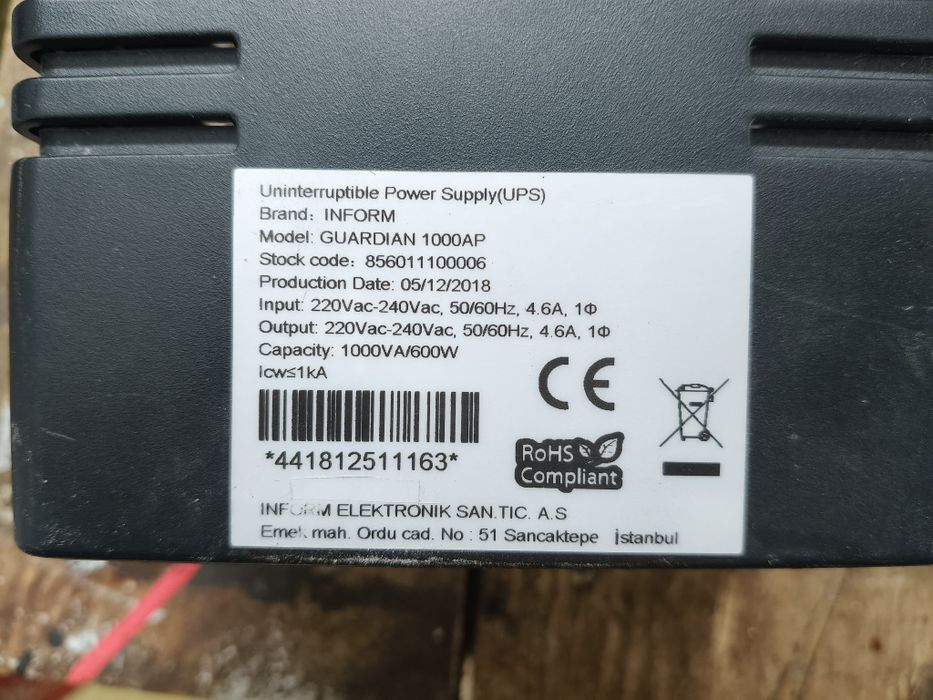 Uninterruptible Power Supply(UPS)
Brand: INFORM
Model: GUARDIAN 1000AP
Stock code: 856011100006
Production Date: 05/12/2018
Input: 220Vac-240Vac, 50/60Hz, 4.6A, 1Φ
Output: 220Vac-240Vac, 50/60Hz, 4.6A, 1Φ
Capacity: 1000VA/600W
Icw≤1kA
CE
*441812511163*
RoHS
Compliant
INFORM ELEKTRONIK SAN.TIC. A.S
Emek mah. Ordu cad. No : 51 Sancaktepe İstanbul